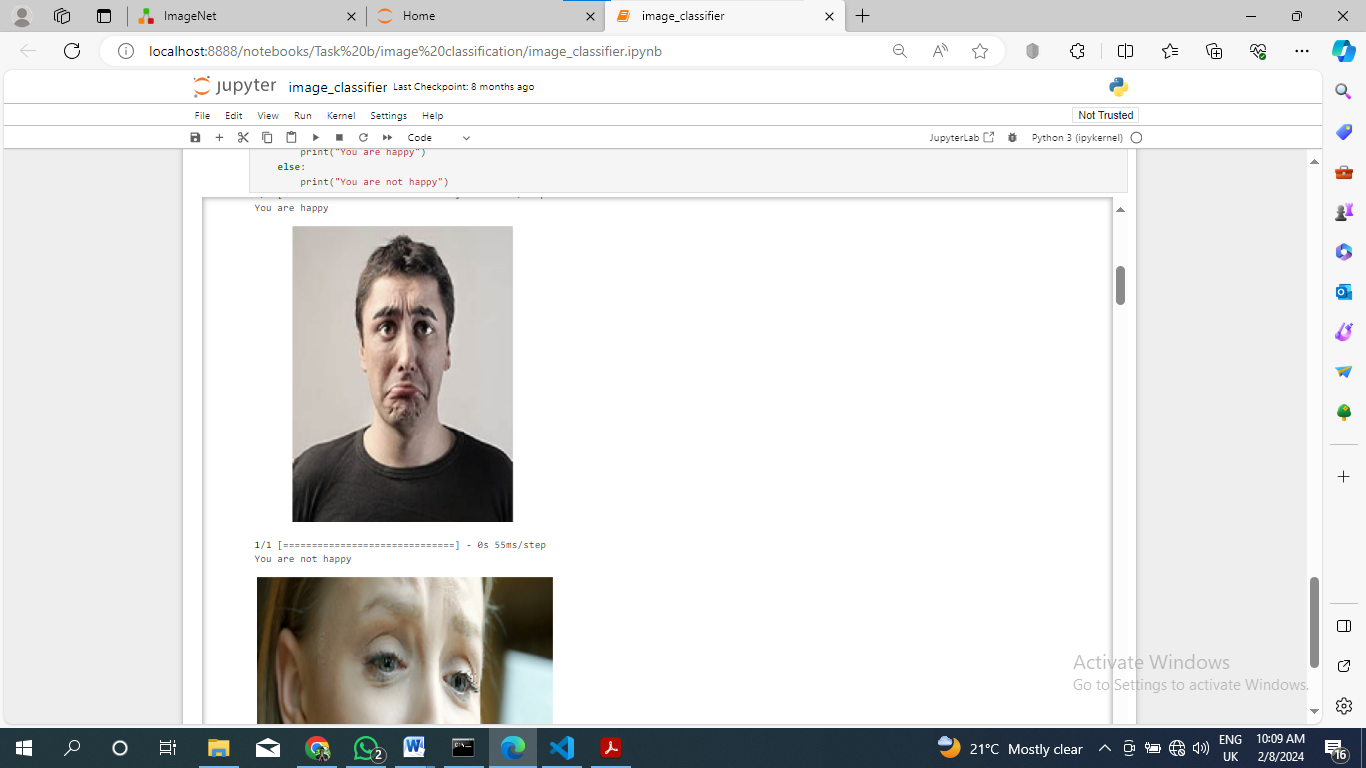 ImageNet
Home
image_classifier
localhost:8888/notebooks/Task%20b/image%20classification/image_classifier.ipynb
jupyter image_classifier Last Checkpoint: 8 months ago
File Edit View Run Kernel Settings Help
Not Trusted
Code
JupyterLab
Python 3 (ipykernel)
print("You are happy")
else:
print("You are not happy")
You are happy
1/1 [==============================] - 0s 55ms/step
You are not happy
Activate Windows
Go to Settings to activate Windows.
2
21°C Mostly clear
ENG
UK
10:09 AM
2/8/2024
16